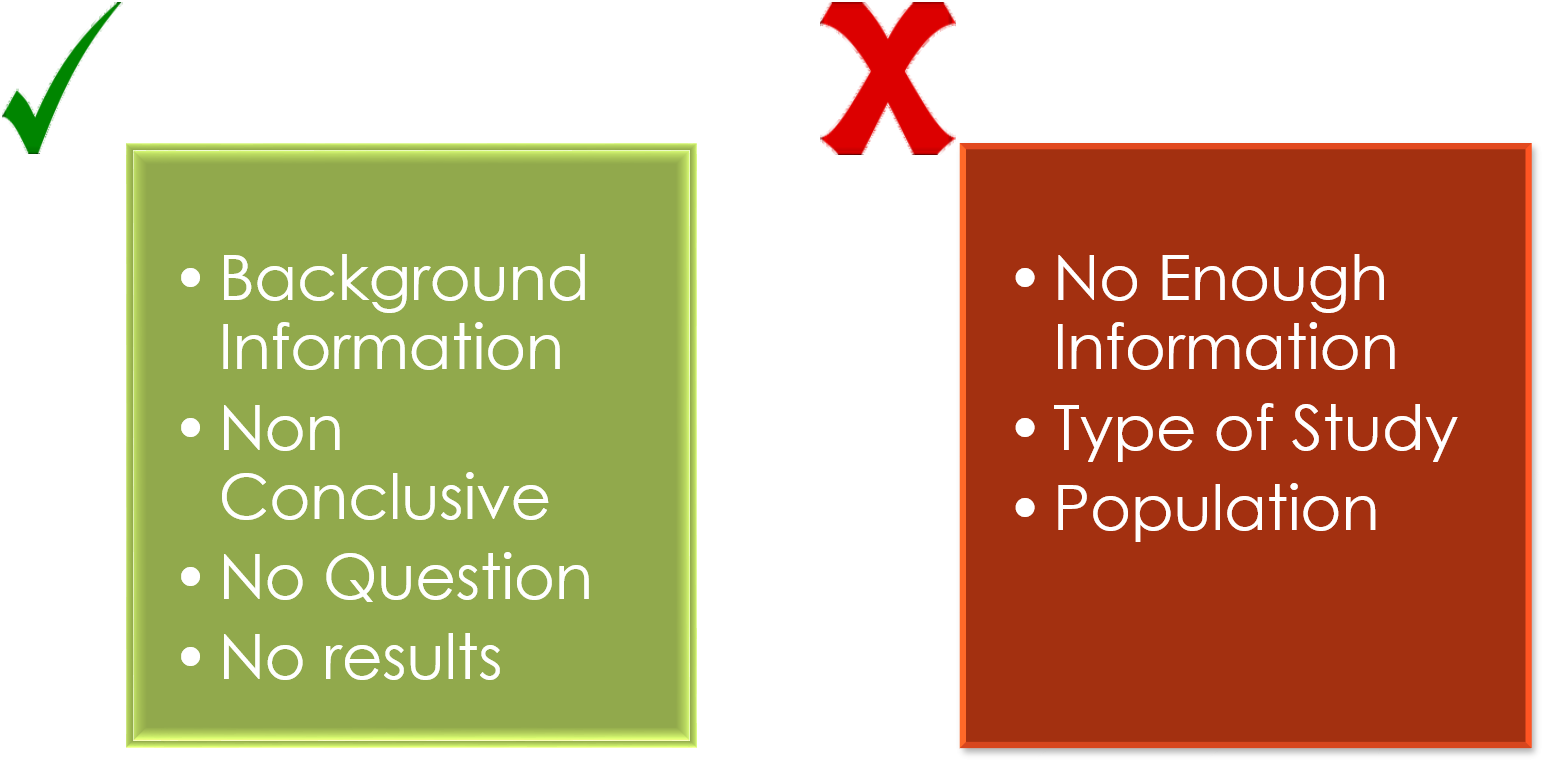 • Background
Information
• Non
Conclusive
• No Question
• No results
• No Enough
Information
• Type of Study
• Population